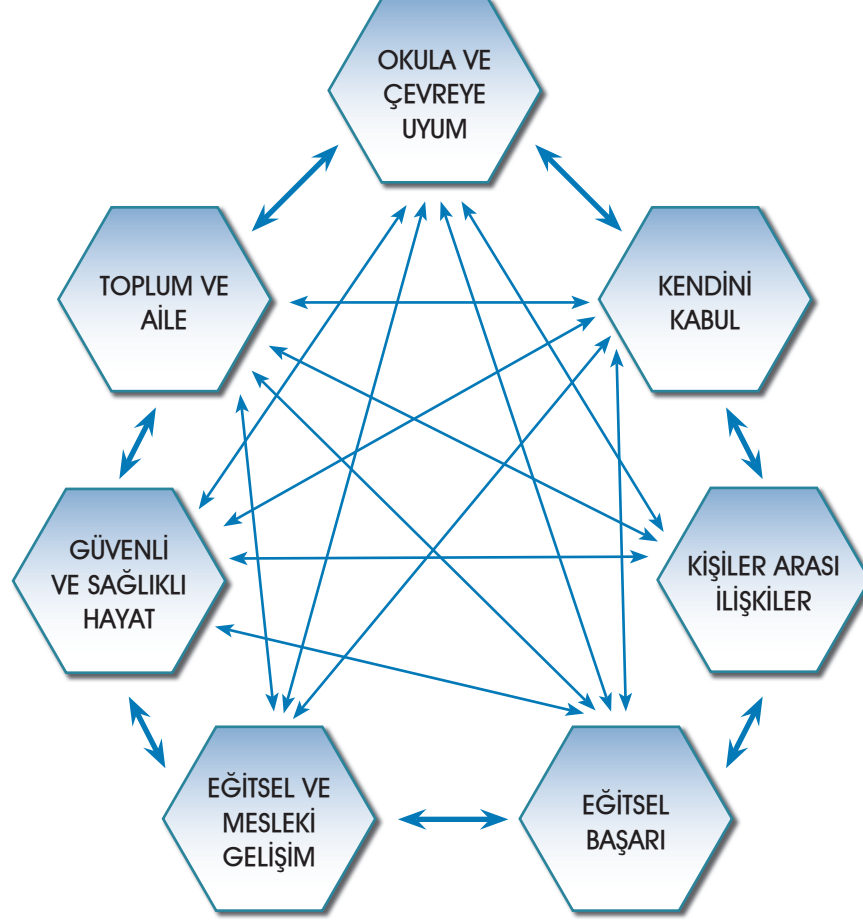 OKULA VE
ÇEVREYE
UYUM
TOPLUM VE
AİLE
KENDİNİ
KABUL
GÜVENLİ
VE SAĞLIKLI
HAYAT
KİŞİLER ARASI
İLİŞKİLER
EĞİTSEL VE
MESLEKİ
GELİŞİM
EĞİTSEL
BAŞARI